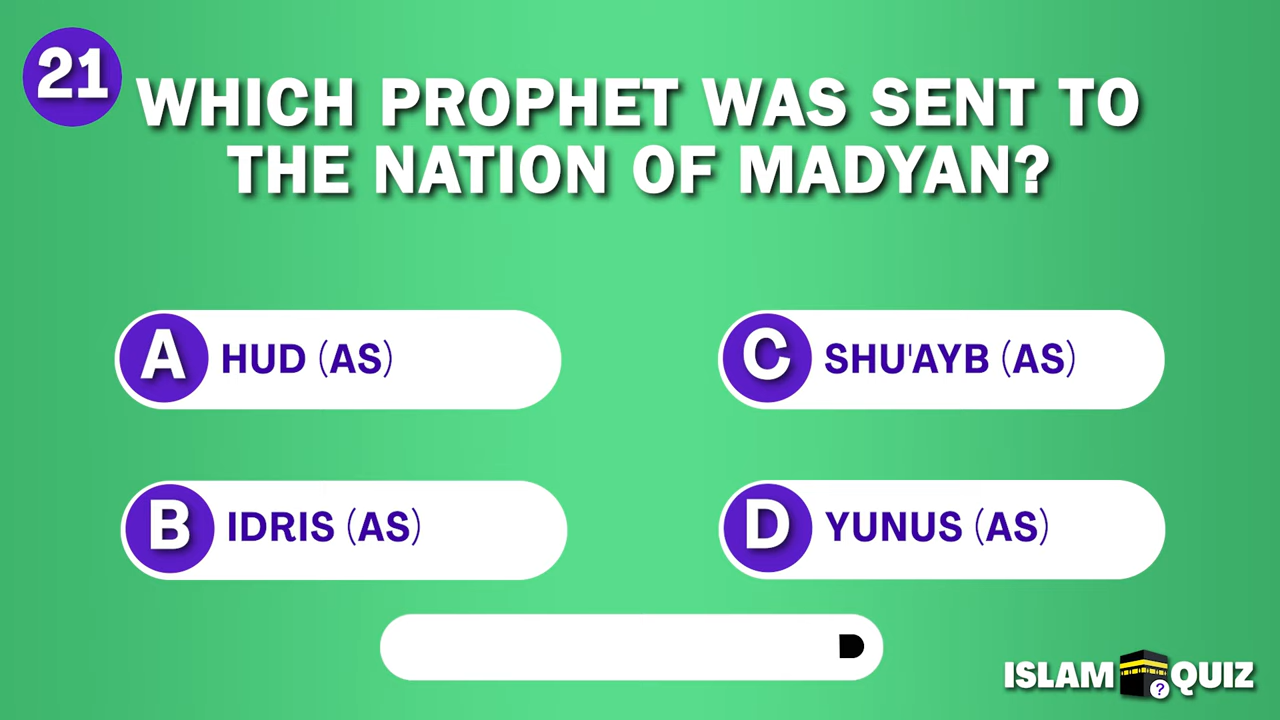 21
WHICH PROPHET WAS SENT TO
THE NATION OF MADYAN?
A HUD (AS)
C SHU'AYB (AS)
B IDRIS (AS)
D YUNUS (AS)
ISLAM ? QUIZ